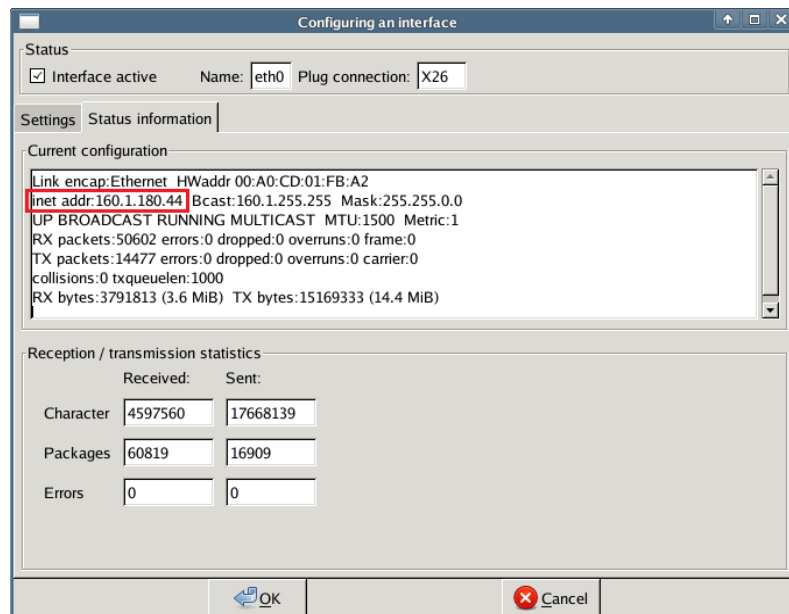 Configuring an interface
Status
Interface active Name: eth0 Plug connection: X26
Settings Status information
Current configuration
Link encap:Ethernet HWaddr 00:A0:CD:01:FB:A2
inet addr:160.1.180.44 Bcast:160.1.255.255 Mask:255.255.0.0
UP BROADCAST RUNNING MULTICAST MTU:1500 Metric:1
RX packets:50602 errors:0 dropped:0 overruns:0 frame:0
TX packets:14477 errors:0 dropped:0 overruns:0 carrier:0
collisions:0 txqueuelen:1000
RX bytes:3791813 (3.6 MiB) TX bytes:15169333 (14.4 MiB)
Reception / transmission statistics
Received: Sent:
Character 4597560 17668139
Packages 60819 16909
Errors 0 0
OK Cancel